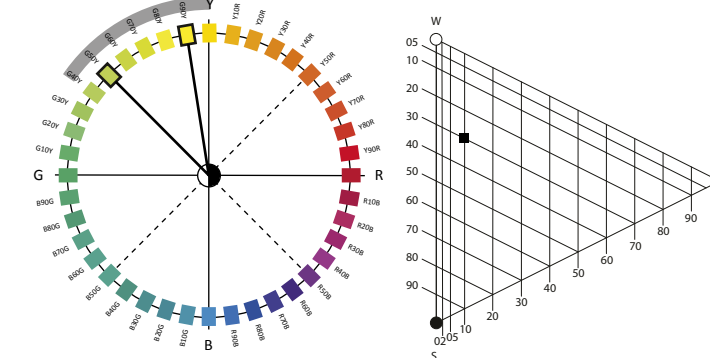 Y
Y10R
Y20R
Y30R
Y40R
Y50R
Y60R
Y70R
Y80R
Y90R
R
R10B
R20B
R30B
R40B
R50B
R60B
R70B
R80B
R90B
B
B10G
B20G
B30G
B40G
B50G
B60G
B70G
B80G
B90G
G
G10Y
G20Y
G30Y
G40Y
G50Y
G60Y
G70Y
G80Y
G90Y
W
05
10
20
30
40
50
60
70
80
90
02
05
10
20
30
40
50
60
70
80
90
S